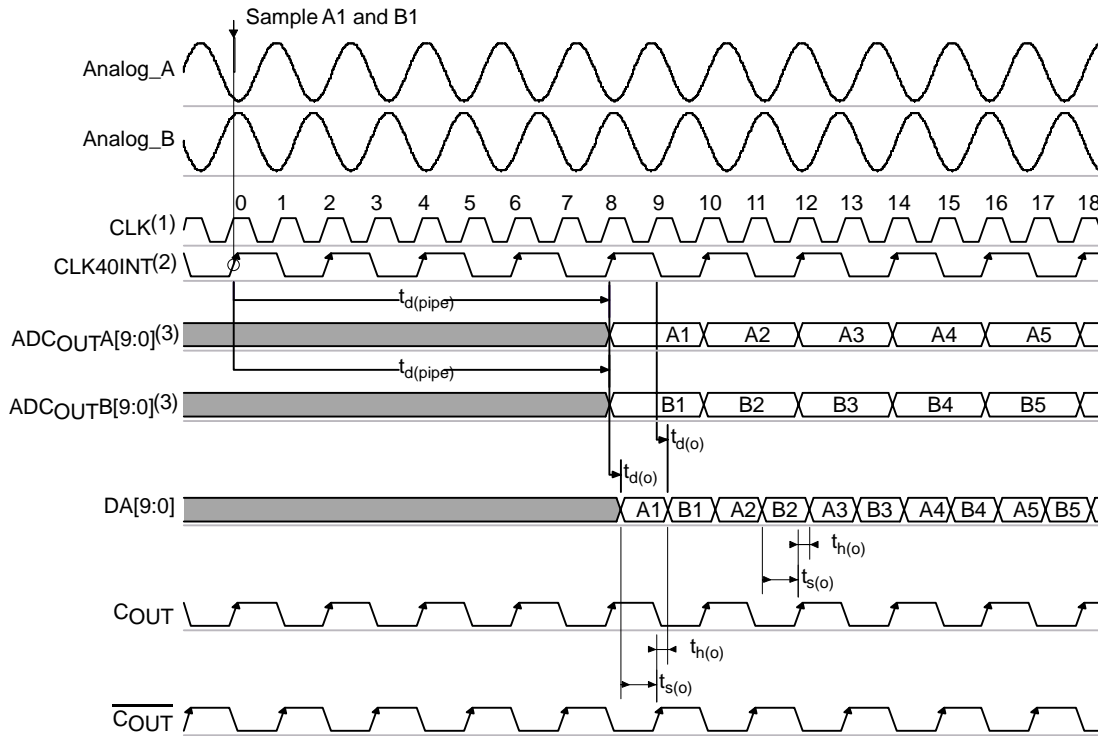 Sample A1 and B1
Analog_A
Analog_B
0 1 2 3 4 5 6 7 8 9 10 11 12 13 14 15 16 17 18
CLK(1)
CLK40INT(2)
td(pipe)
ADCOUTA[9:0](3) A1 A2 A3 A4 A5
td(pipe)
ADCOUTB[9:0](3) B1 B2 B3 B4 B5
td(o)
td(o)
DA[9:0] A1 B1 A2 B2 A3 B3 A4 B4 A5 B5
th(o)
ts(o)
COUT
th(o)
ts(o)
COUT